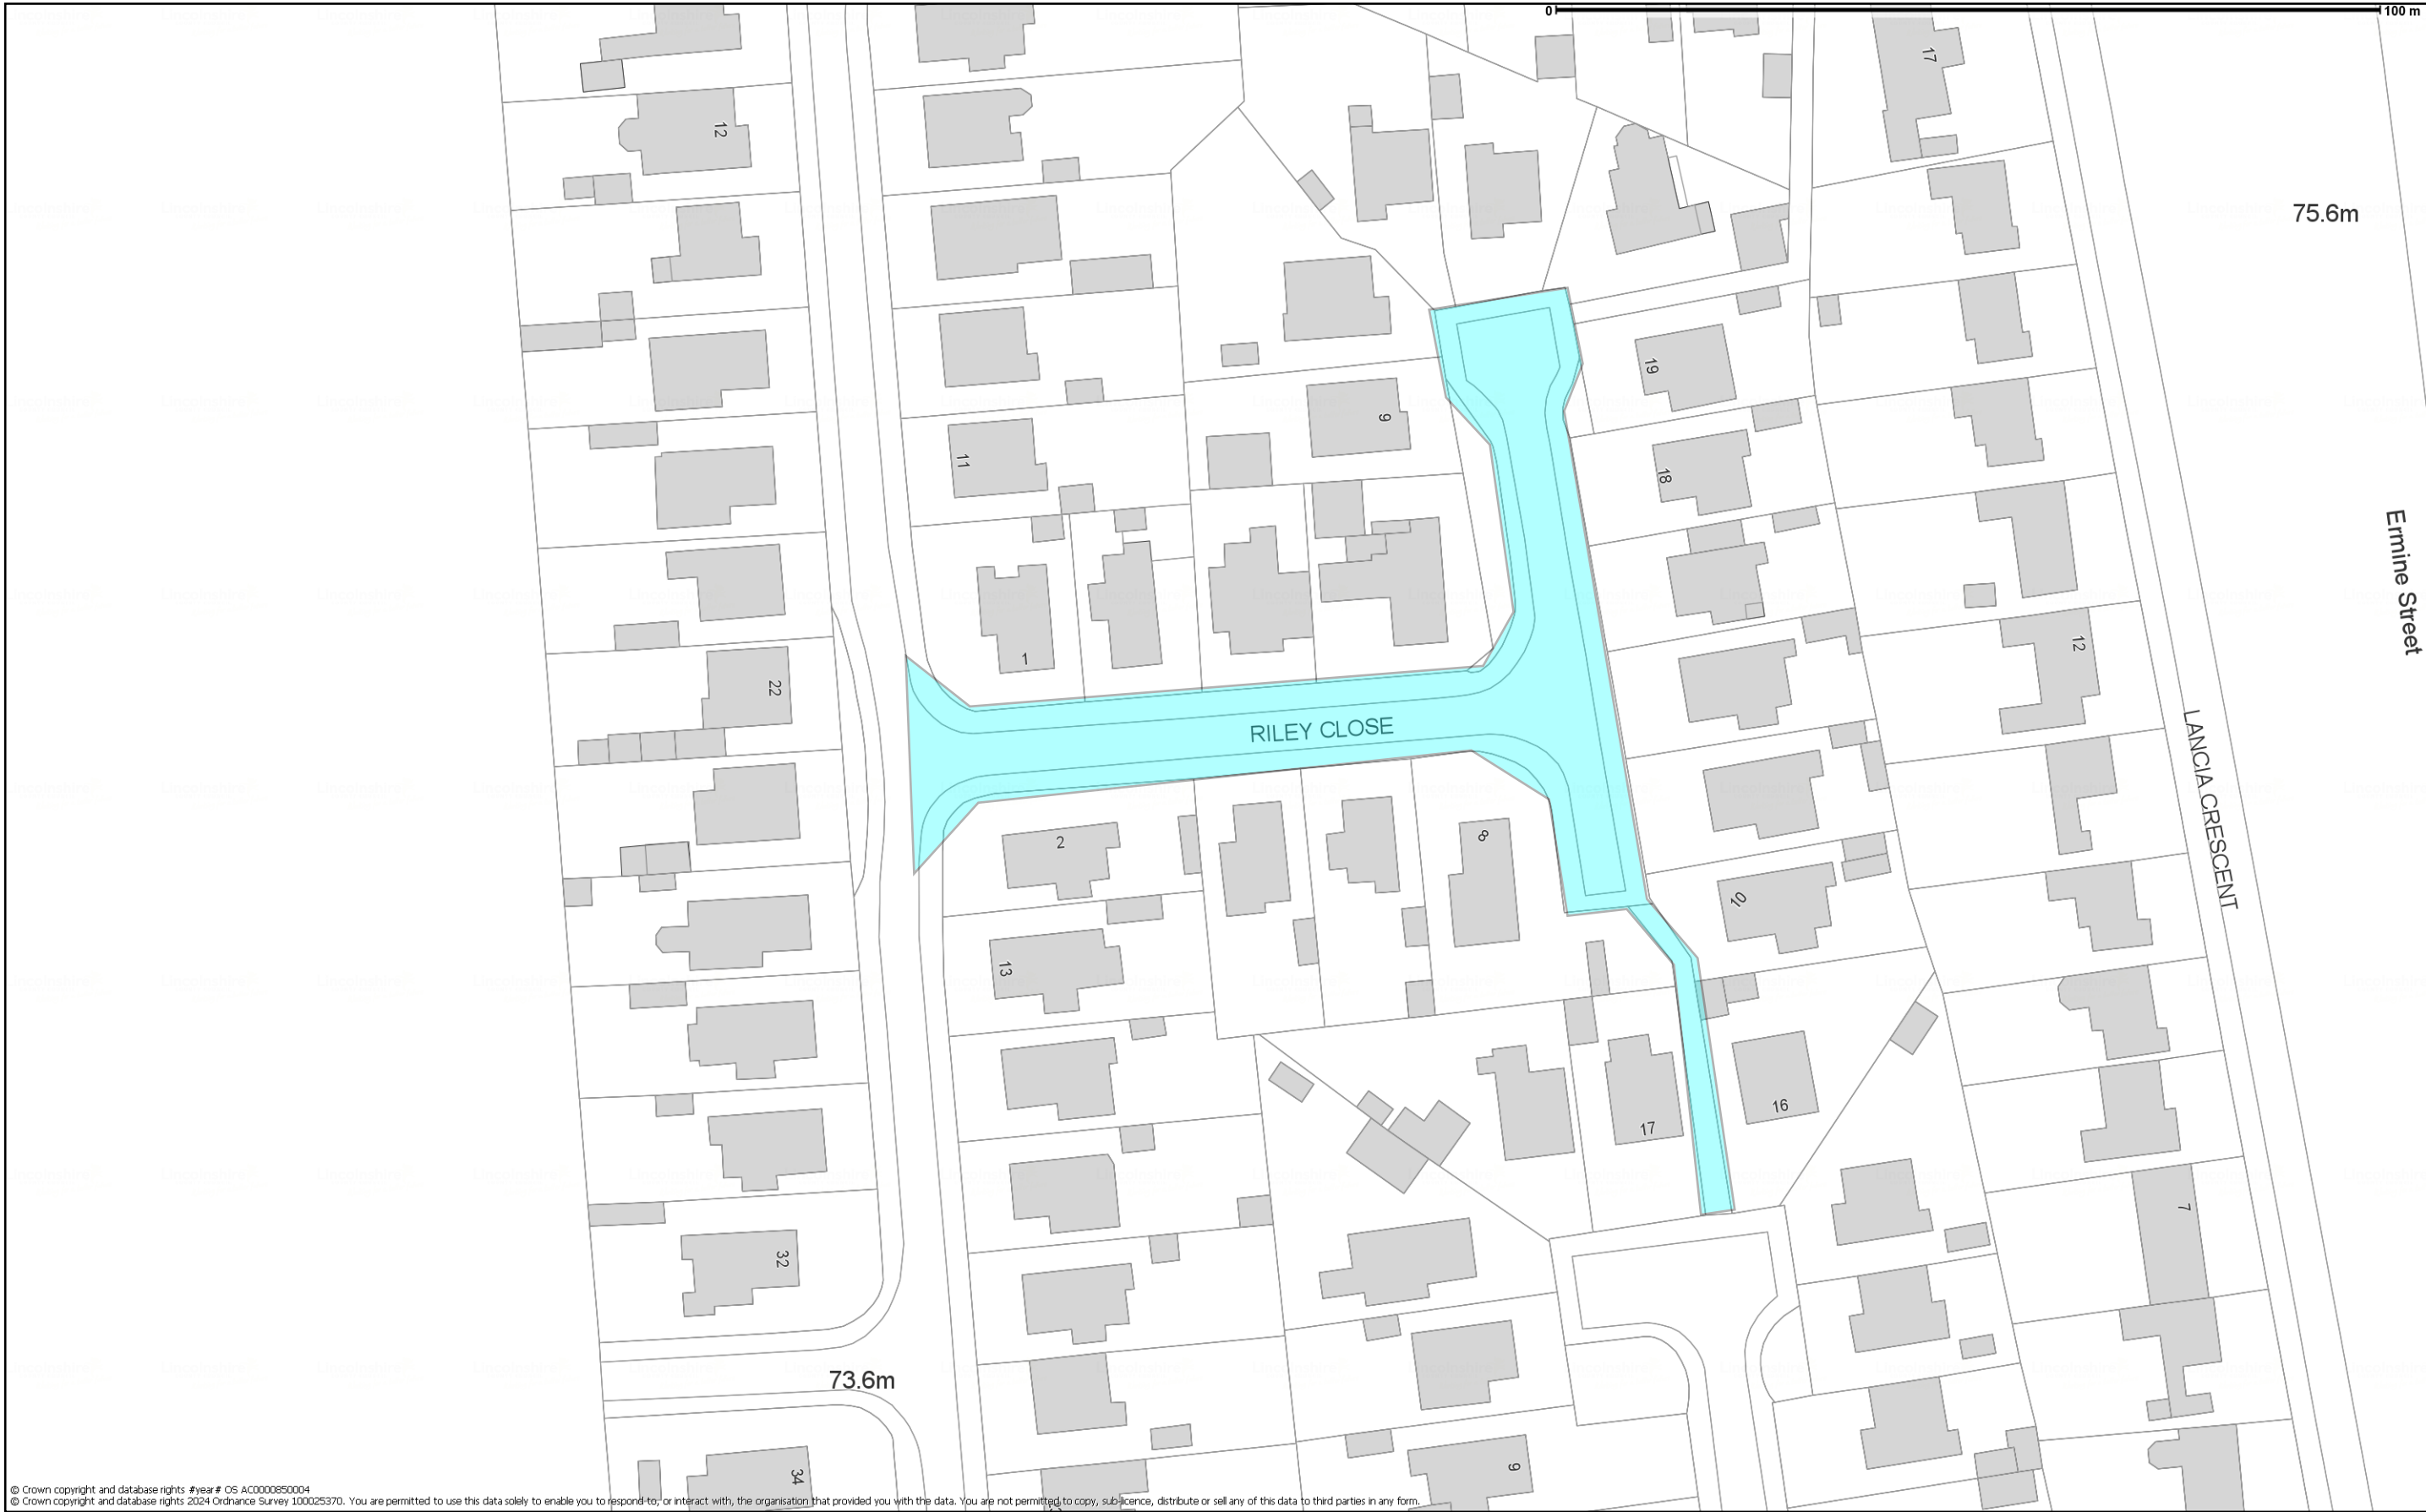 0
100 m
17
12
75.6m
19
9
11
18
Ermine Street
1
12
22
RILEY CLOSE
LANCIA CRESCENT
2
8
10
13
16
17
7
32
73.6m
9
34
© Crown copyright and database rights #year# OS AC0000850004
© Crown copyright and database rights 2024 Ordnance Survey 100025370. You are permitted to use this data solely to enable you to respond to, or interact with, the organisation that provided you with the data. You are not permitted to copy, sub-licence, distribute or sell any of this data to third parties in any form.